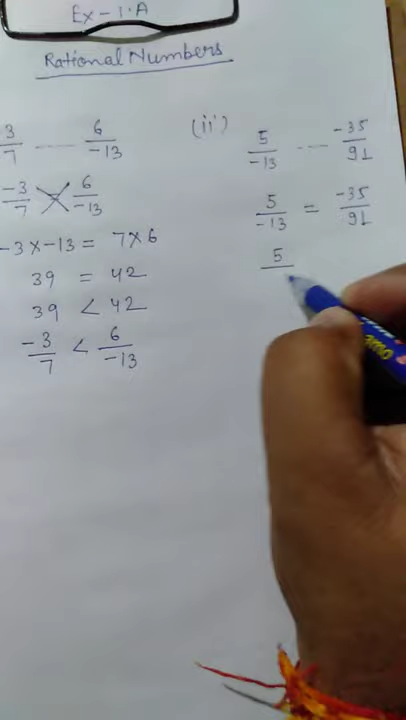 Ex-1.A
Rational Numbers
3/7 ..... 6/-13
-3/7 × 6/-13
-3×-13 = 7×6
39 = 42
39 < 42
-3/7 < 6/-13
(ii) 5/-13 ... -35/91
5/-13 = -35/91
5